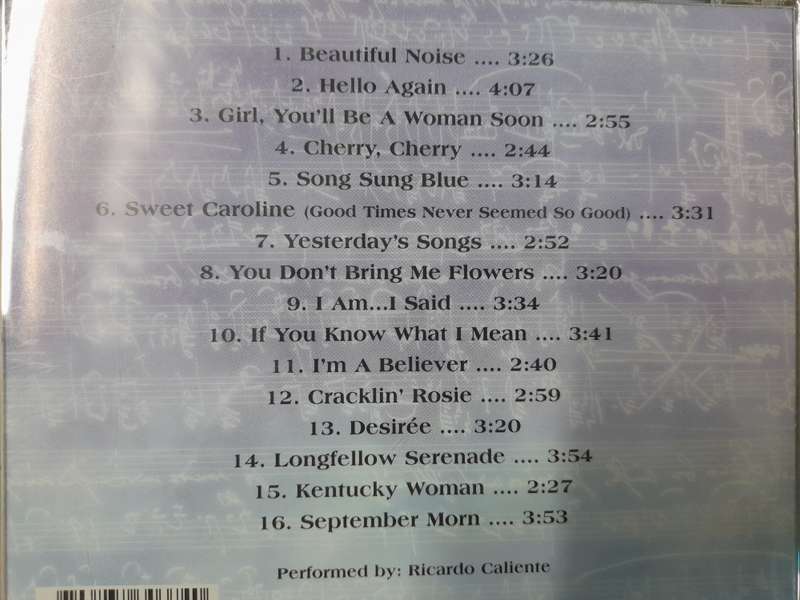 1. Beautiful Noise .... 3:26
2. Hello Again .... 4:07
3. Girl, You'll Be A Woman Soon .... 2:55
4. Cherry, Cherry .... 2:44
5. Song Sung Blue .... 3:14
6. Sweet Caroline (Good Times Never Seemed So Good) .... 3:31
7. Yesterday's Songs .... 2:52
8. You Don't Bring Me Flowers .... 3:20
9. I Am...I Said .... 3:34
10. If You Know What I Mean .... 3:41
11. I'm A Believer .... 2:40
12. Cracklin' Rosie .... 2:59
13. Desirée .... 3:20
14. Longfellow Serenade .... 3:54
15. Kentucky Woman .... 2:27
16. September Morn .... 3:53
Performed by: Ricardo Caliente